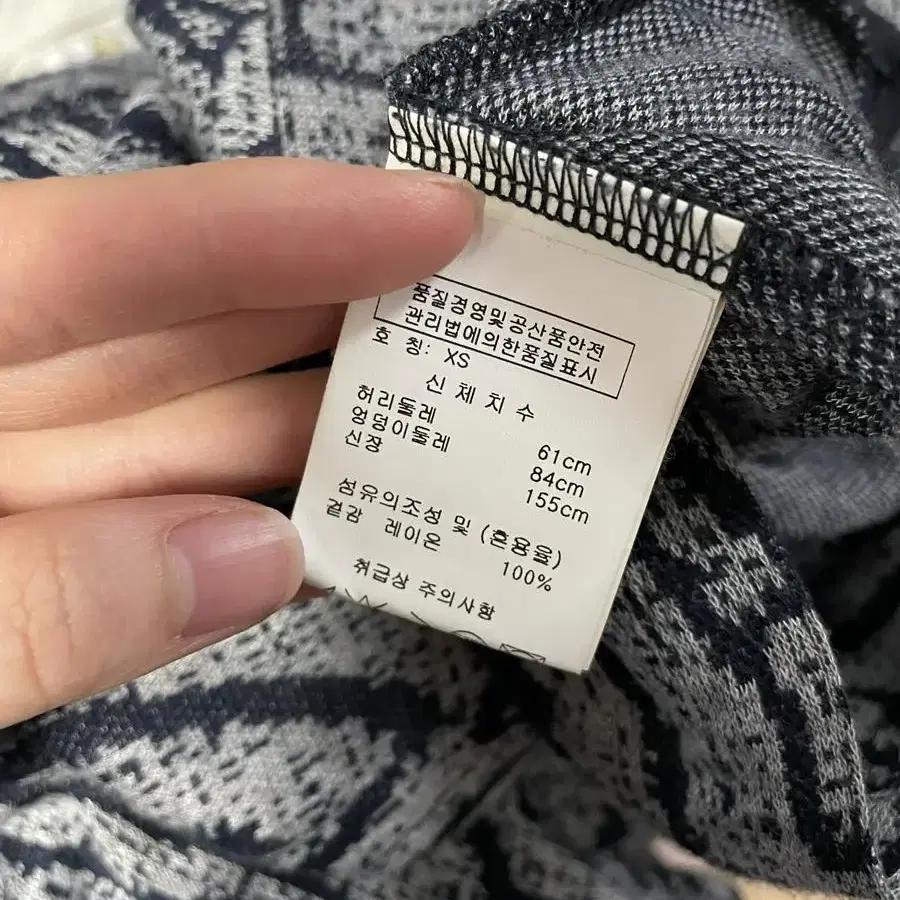 품질경영및공산품안전
관리법에의한품질표시
호 칭: XS
신 체 치 수
허리둘레 61cm
엉덩이둘레 84cm
신장 155cm
섬유의조성 및 (혼용율)
겉감 레이온 100%
취급상 주의사항